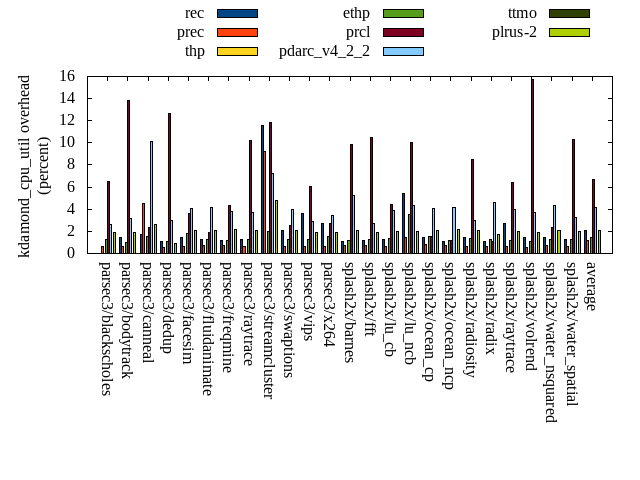 rec
prec
thp
ethp
prcl
pdarc_v4_2_2
ttmo
plrus-2
kdamond_cpu_util overhead
(percent)
16
14
12
10
8
6
4
2
0
parsec3/blackscholes
parsec3/bodytrack
parsec3/canneal
parsec3/dedup
parsec3/facesim
parsec3/fluidanimate
parsec3/freqmine
parsec3/raytrace
parsec3/streamcluster
parsec3/swaptions
parsec3/vips
parsec3/x264
splash2x/barnes
splash2x/fft
splash2x/lu_cb
splash2x/lu_ncb
splash2x/ocean_cp
splash2x/ocean_ncp
splash2x/radiosity
splash2x/radix
splash2x/raytrace
splash2x/volrend
splash2x/water_nsquared
splash2x/water_spatial
average